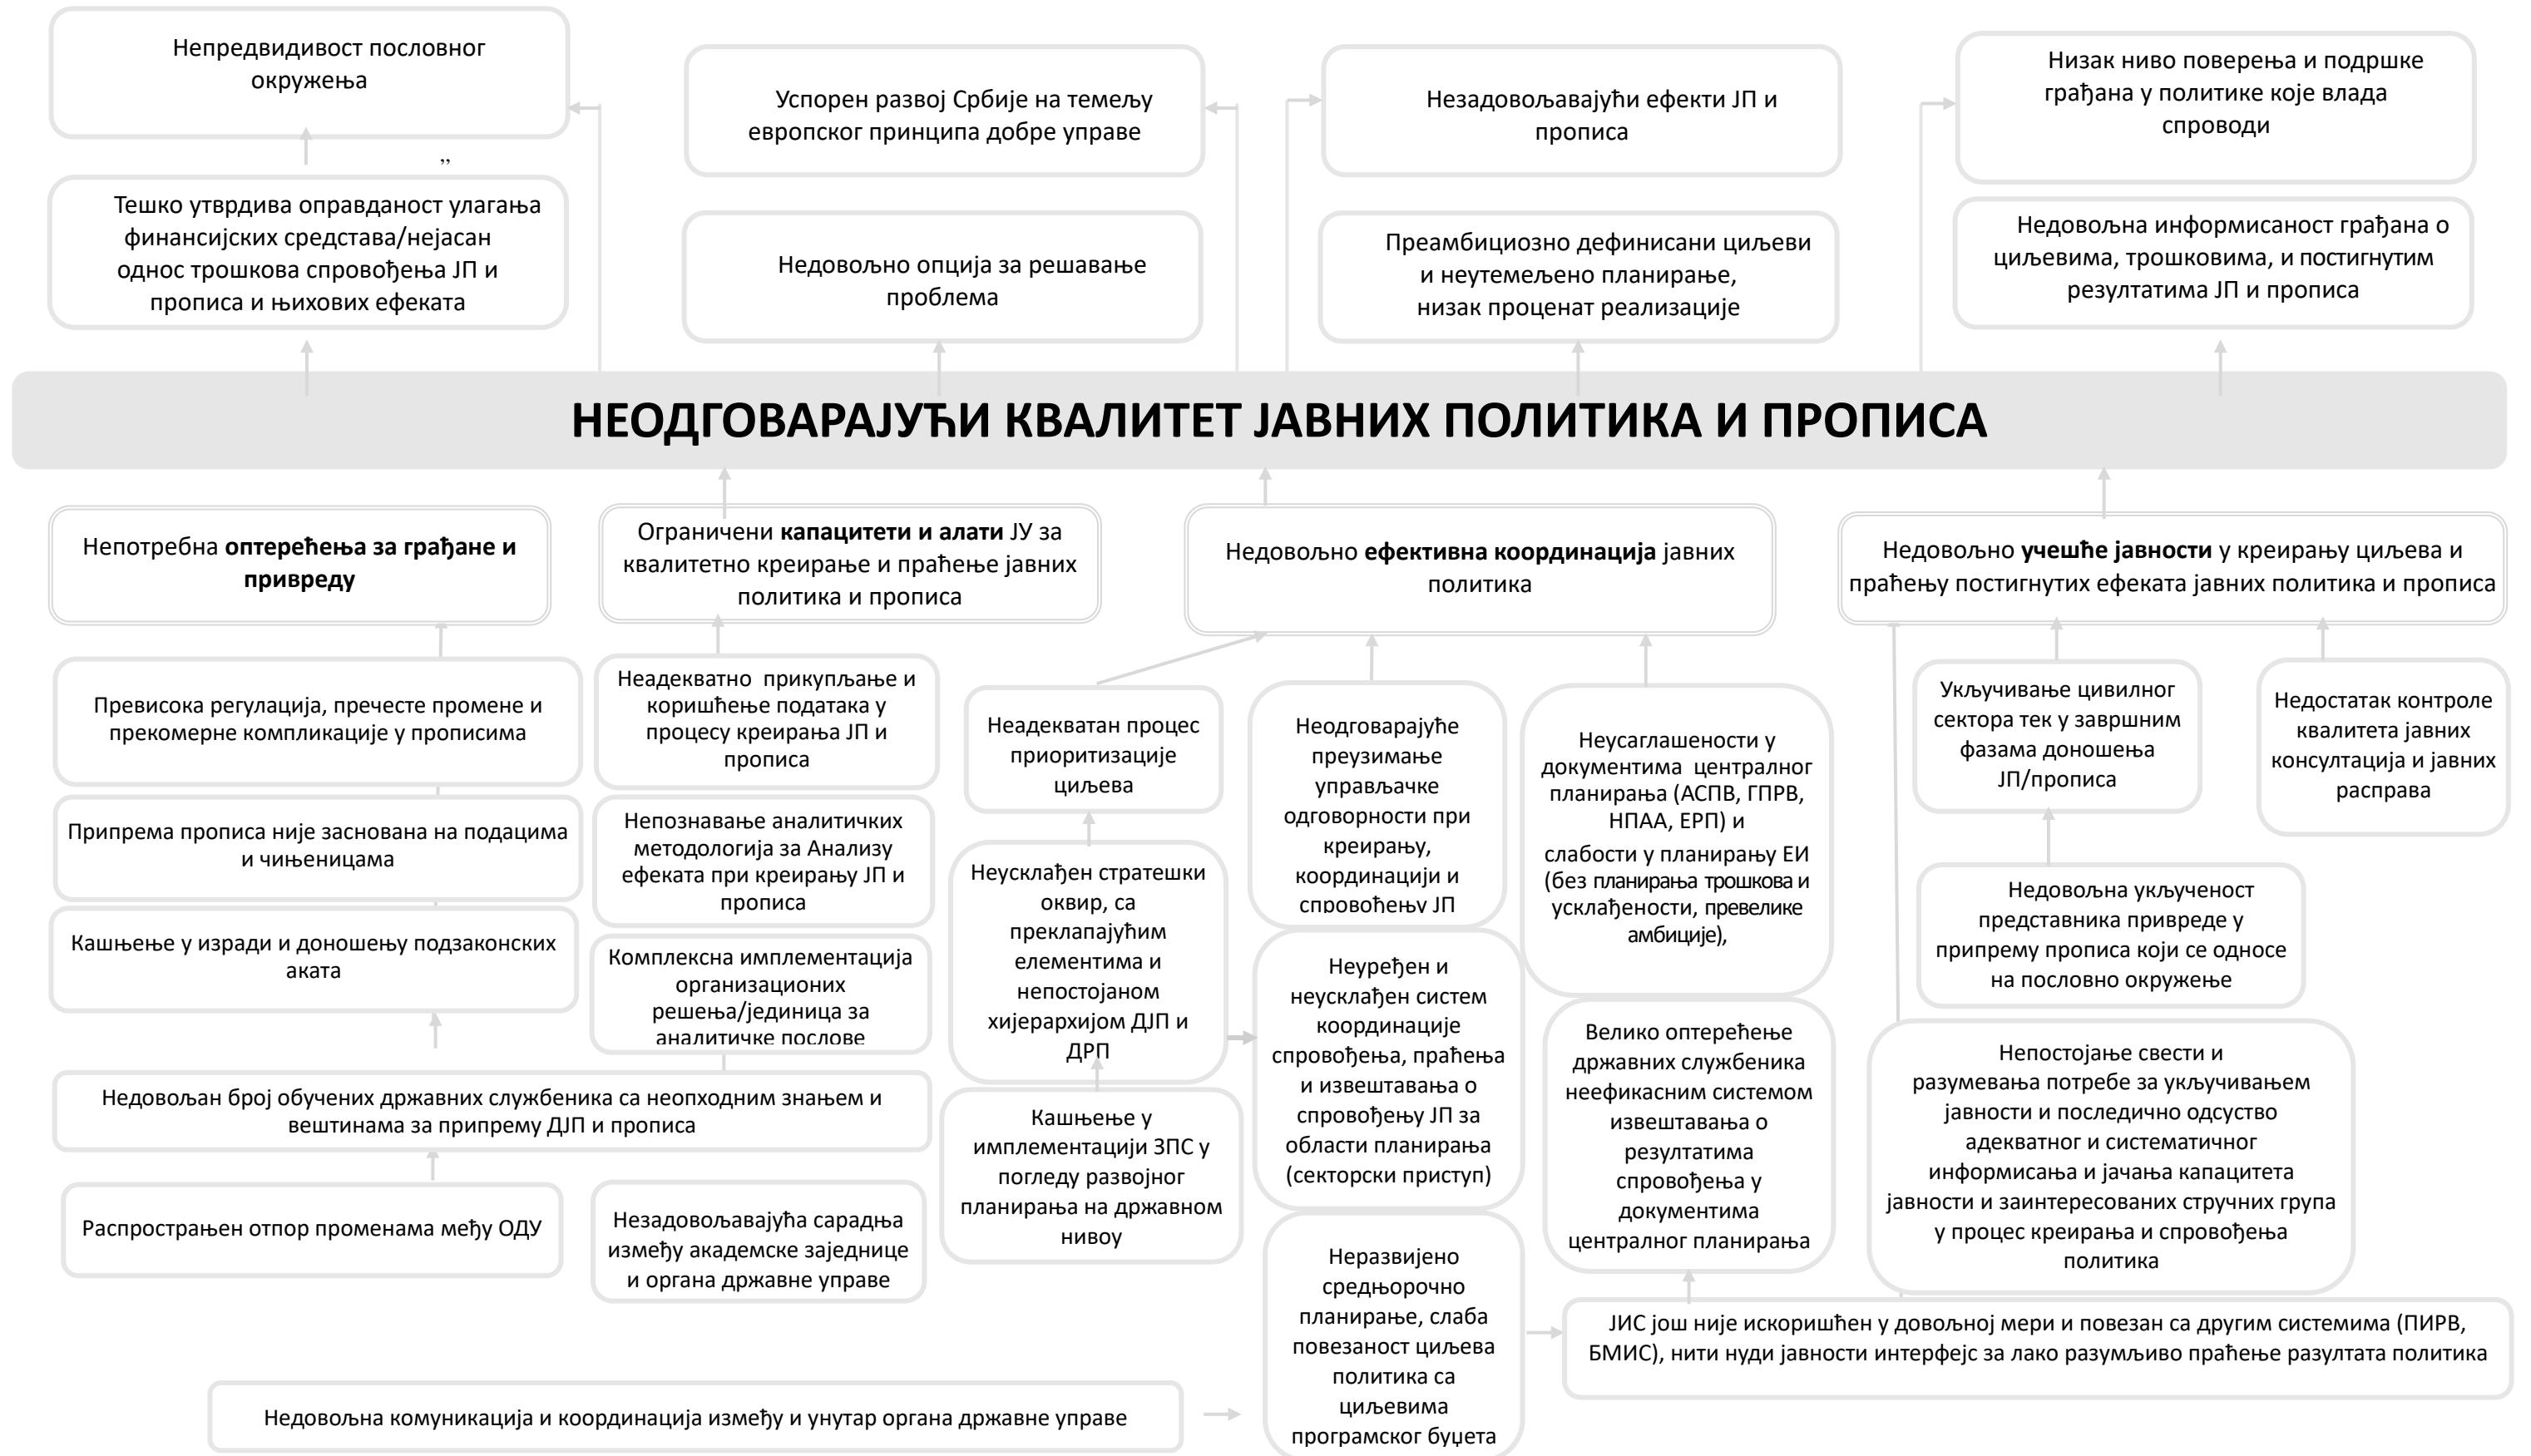 Непредвидивост пословног
окружења
Успорен развој Србије на темељу
европског принципа добре управе
Незадовољавајући ефекти ЈП и
прописа
Низак ниво поверења и подршке
грађана у политике које влада
спроводи
,,
Тешко утврдива оправданост улагања
финансијских средстава/нејасан
однос трошкова спровођења ЈП и
прописа и њихових ефеката
Недовољно опција за решавање
проблема
Преамбициозно дефинисани циљеви
и неутемељено планирање,
низак проценат реализације
Недовољна информисаност грађана о
циљевима, трошковима, и постигнутим
резултатима ЈП и прописа
НЕОДГОВАРАЈУЋИ КВАЛИТЕТ ЈАВНИХ ПОЛИТИКА И ПРОПИСА
Непотребна оптерећења за грађане и
привреду
Ограничени капацитети и алати ЈУ за
квалитетно креирање и праћење јавних
политика и прописа
Недовољно ефективна координација јавних
политика
Недовољно учешће јавности у креирању циљева и
праћењу постигнутих ефеката јавних политика и прописа
Превисока регулација, пречесте промене и
прекомерне компликације у прописима
Припрема прописа није заснована на подацима
и чињеницама
Кашњење у изради и доношењу подзаконских
аката
Неадекватно прикупљање и
коришћење података у
процесу креирања ЈП и
прописа
Непознавање аналитичких
методологија за Анализу
ефеката при креирању ЈП и
прописа
Комплексна имплементација
организационих
решења/јединица за
аналитичке послове
Недовољан број обучених државних службеника са неопходним знањем и
вештинама за припрему ДЈП и прописа
Распрострањен отпор променама међу ОДУ
Незадовољавајућа сарадња
између академске заједнице
и органа државне управе
Неадекватан процес
приоритизације
циљева
Неусклађен стратешки
оквир, са
преклапајућим
елементима и
непостојаном
хијерархијом ДЈП и
ДРП
Кашњење у
имплементацији ЗПС у
погледу развојног
планирања на државном
нивоу
Неодговарајуће
преузимање
управљачке
одговорности при
креирању,
координацији и
спровођењу ЈП
Неуређен и
неусклађен систем
координације
спровођења, праћења
и извештавања о
спровођењу ЈП за
области планирања
(секторски приступ)
Неразвијено
средњорочно
планирање, слаба
повезаност циљева
политика са
циљевима
програмског буџета
Неусаглашености у
документима централног
планирања (АСПВ, ГПРВ,
НПАА, ЕРП) и
слабости у планирању ЕИ
(без планирања трошкова и
усклађености, превелике
амбиције),
Велико оптерећење
државних службеника
неефикасним системом
извештавања о
резултатима
спровођења у
документима
централног планирања
Укључивање цивилног
сектора тек у завршним
фазама доношења
ЈП/прописа
Недостатак контроле
квалитета јавних
консултација и јавних
расправа
Недовољна укљученост
представника привреде у
припрему прописа који се односе
на пословно окружење
Непостојање свести и
разумевања потребе за укључивањем
јавности и последично одсуство
адекватног и систематичног
информисања и јачања капацитета
јавности и заинтересованих стручних група
у процес креирања и спровођења
политика
ЈИС још није искоришћен у довољној мери и повезан са другим системима (ПИРВ,
БМИС), нити нуди јавности интерфејс за лако разумљиво праћење разултата политика
Недовољна комуникација и координација између и унутар органа државне управе